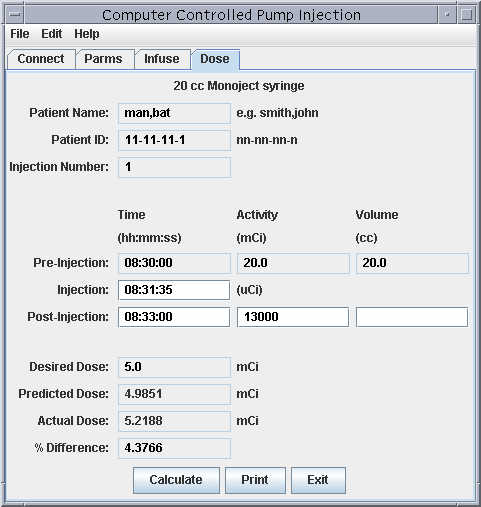 Computer Controlled Pump Injection
File Edit Help
Connect Parms Infuse Dose
20 cc Monoject syringe
Patient Name: man,bat e.g. smith,john
Patient ID: 11-11-11-1 nn-nn-nn-n
Injection Number: 1
Time Activity Volume
(hh:mm:ss) (mCi) (cc)
Pre-Injection: 08:30:00 20.0 20.0
Injection: 08:31:35 (uCi)
Post-Injection: 08:33:00 13000
Desired Dose: 5.0 mCi
Predicted Dose: 4.9851 mCi
Actual Dose: 5.2188 mCi
% Difference: 4.3766
Calculate Print Exit